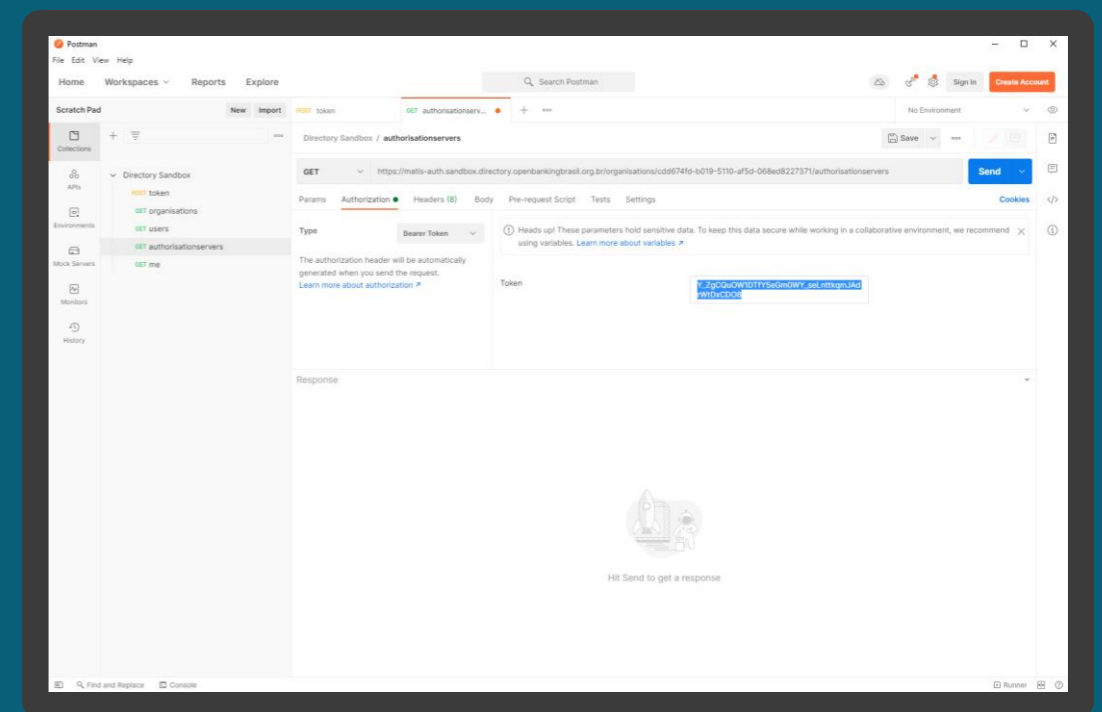 Postman
File Edit View Help
Home Workspaces Reports Explore Search Postman Sign In Create Account
Scratch Pad New Import POST token GET authorisationserv... No Environment
Collections Directory Sandbox / authorisationservers Save
APIs Directory Sandbox GET https://matls-auth.sandbox.directory.openbankingbrasil.org.br/organisations/cdd674fd-b019-5110-af5d-068ed8227371/authorisationservers Send
POST token
GET organisations
Params Authorization Headers (8) Body Pre-request Script Tests Settings Cookies
Environments GET users
GET authorisationservers
Mock Servers GET me
Monitors
History
Type Bearer Token
Heads up! These parameters hold sensitive data. To keep this data secure while working in a collaborative environment, we recommend
using variables. Learn more about variables
The authorization header will be automatically
generated when you send the request.
Learn more about authorization
Token
Response
Hit Send to get a response
Find and Replace Console Runner